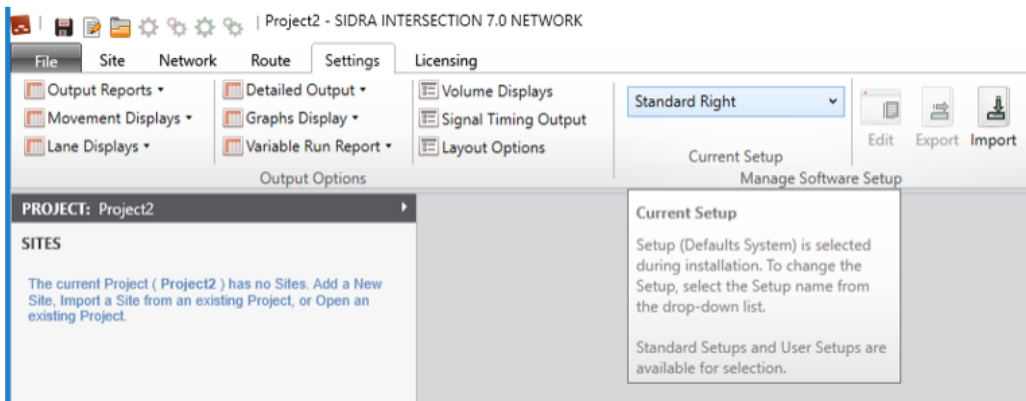 Project2 - SIDRA INTERSECTION 7.0 NETWORK
File Site Network Route Settings Licensing
Output Reports
Movement Displays
Lane Displays
Detailed Output
Graphs Display
Variable Run Report
Volume Displays
Signal Timing Output
Layout Options
Output Options
Standard Right
Current Setup
Edit Export Import
Manage Software Setup
PROJECT: Project2
SITES
The current Project ( Project2 ) has no Sites. Add a New
Site, Import a Site from an existing Project, or Open an
existing Project.
Current Setup
Setup (Defaults System) is selected
during installation. To change the
Setup, select the Setup name from
the drop-down list.
Standard Setups and User Setups are
available for selection.